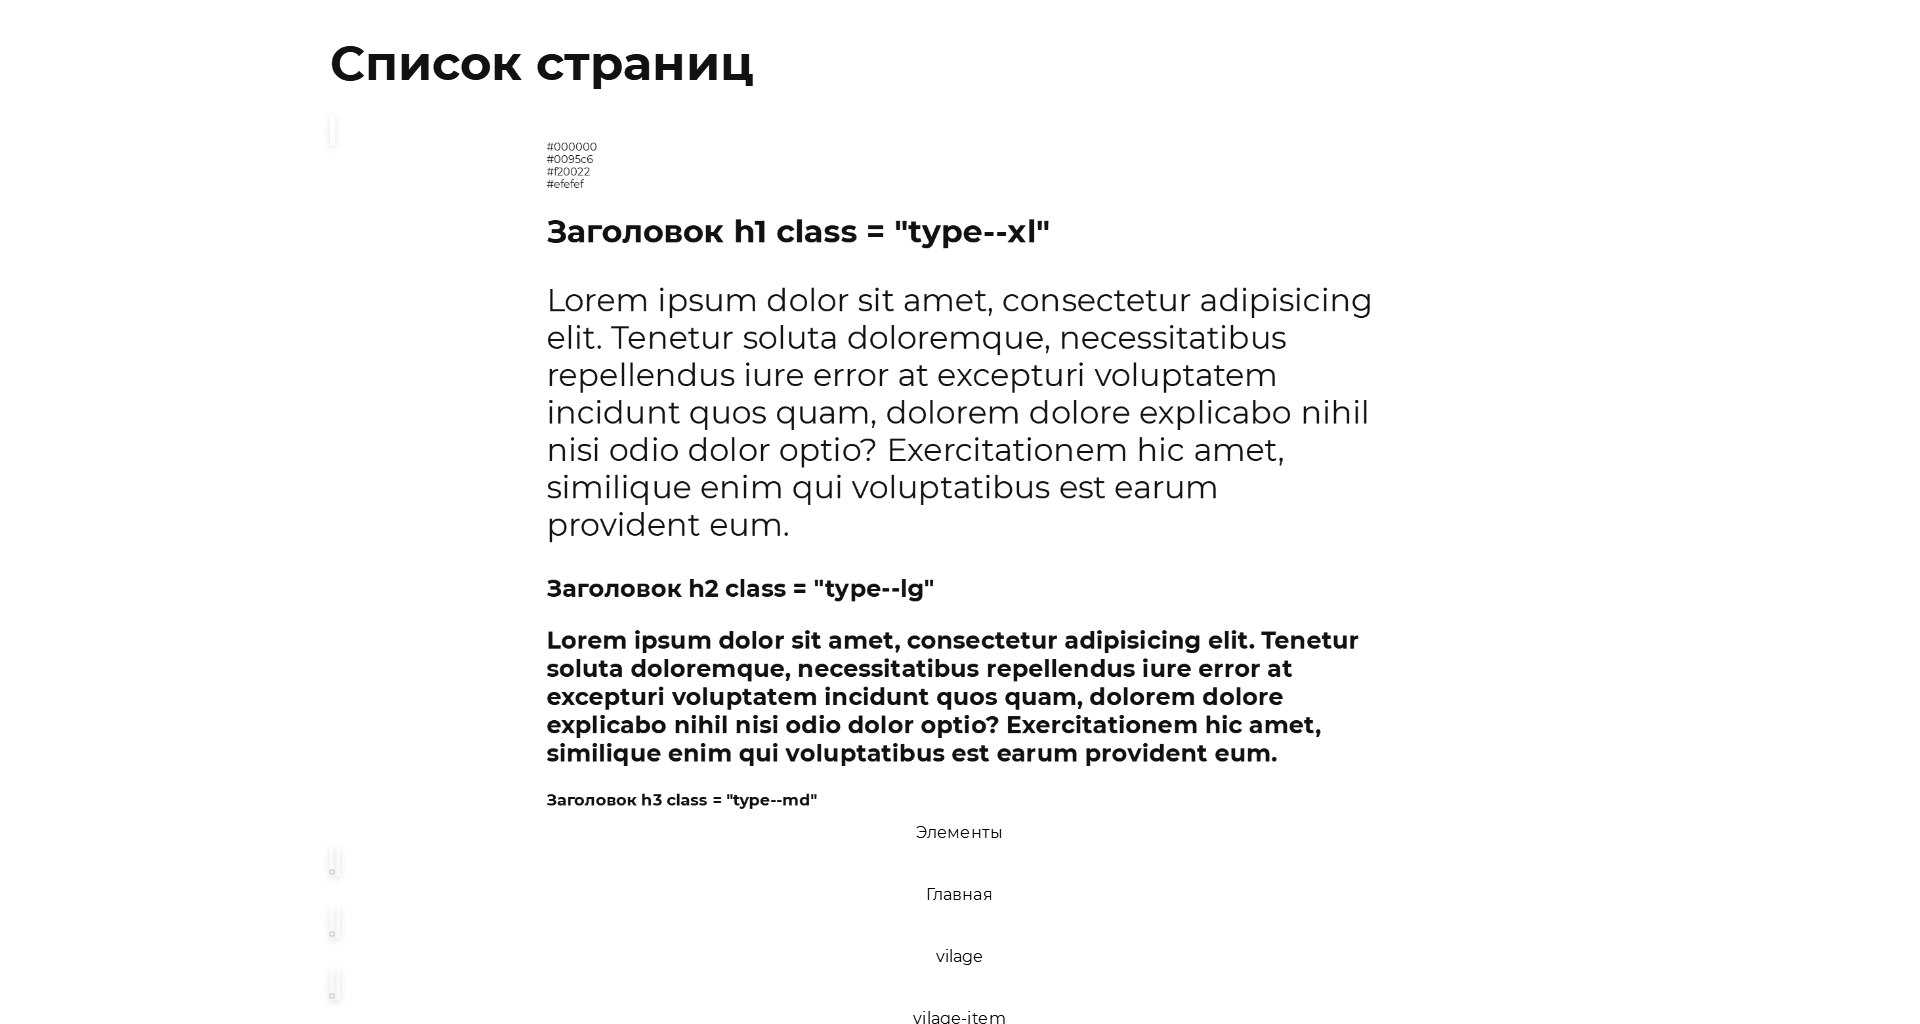 Список страниц
#000000
#0095c6
#f20022
#efefef
Заголовок h1 class = "type--xl"
Lorem ipsum dolor sit amet, consectetur adipisicing
elit. Tenetur soluta doloremque, necessitatibus
repellendus iure error at excepturi voluptatem
incidunt quos quam, dolorem dolore explicabo nihil
nisi odio dolor optio? Exercitationem hic amet,
similique enim qui voluptatibus est earum
provident eum.
Заголовок h2 class = "type--lg"
Lorem ipsum dolor sit amet, consectetur adipisicing elit. Tenetur
soluta doloremque, necessitatibus repellendus iure error at
excepturi voluptatem incidunt quos quam, dolorem dolore
explicabo nihil nisi odio dolor optio? Exercitationem hic amet,
similique enim qui voluptatibus est earum provident eum.
Заголовок h3 class = "type--md"
Элементы
Главная
vilage
vilage-item